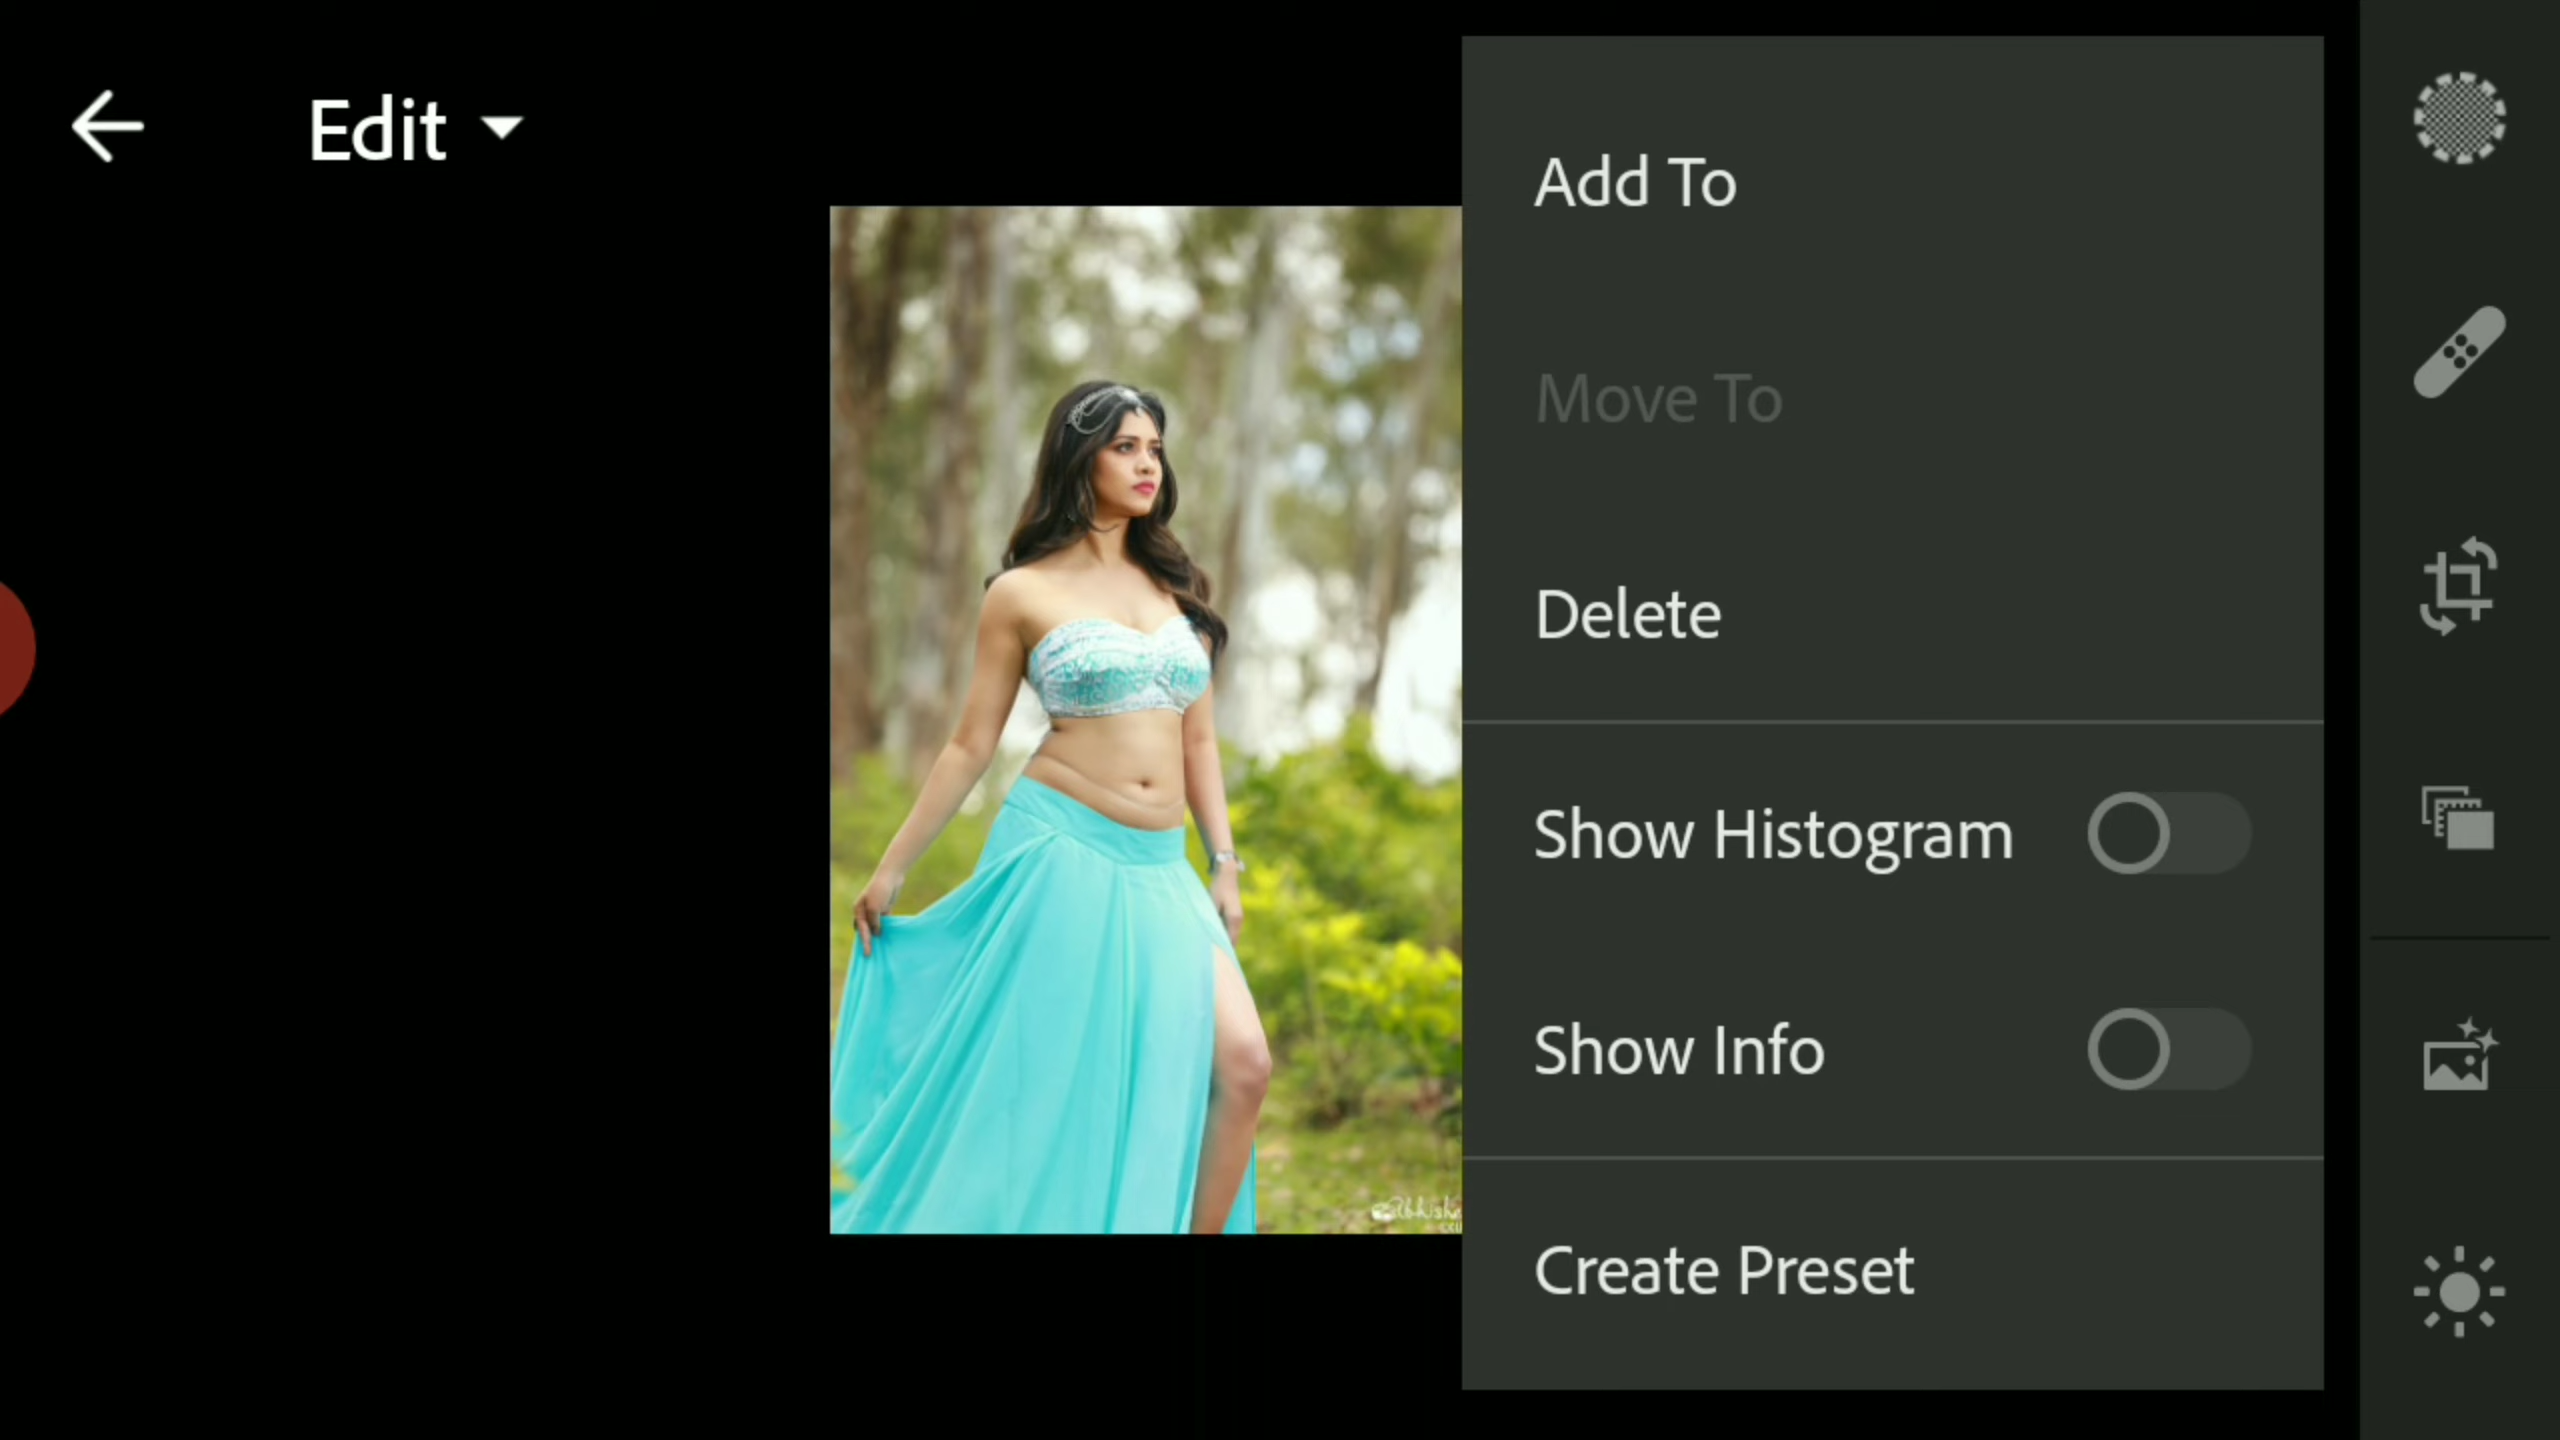 Edit
Add To
Move To
Delete
Show Histogram
Show Info
Create Preset